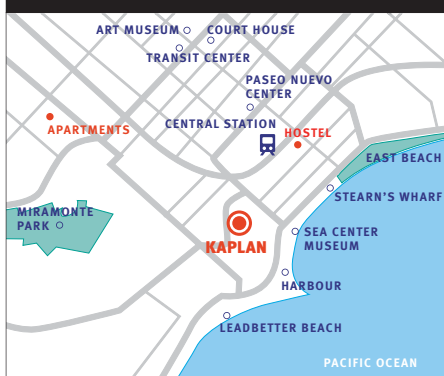 ART MUSEUM
COURT HOUSE
TRANSIT CENTER
PASEO NUEVO
CENTER
CENTRAL STATION
HOSTEL
APARTMENTS
EAST BEACH
STEARN'S WHARF
MIRAMONTE
PARK
KAPLAN
SEA CENTER
MUSEUM
HARBOUR
LEADBETTER BEACH
PACIFIC OCEAN